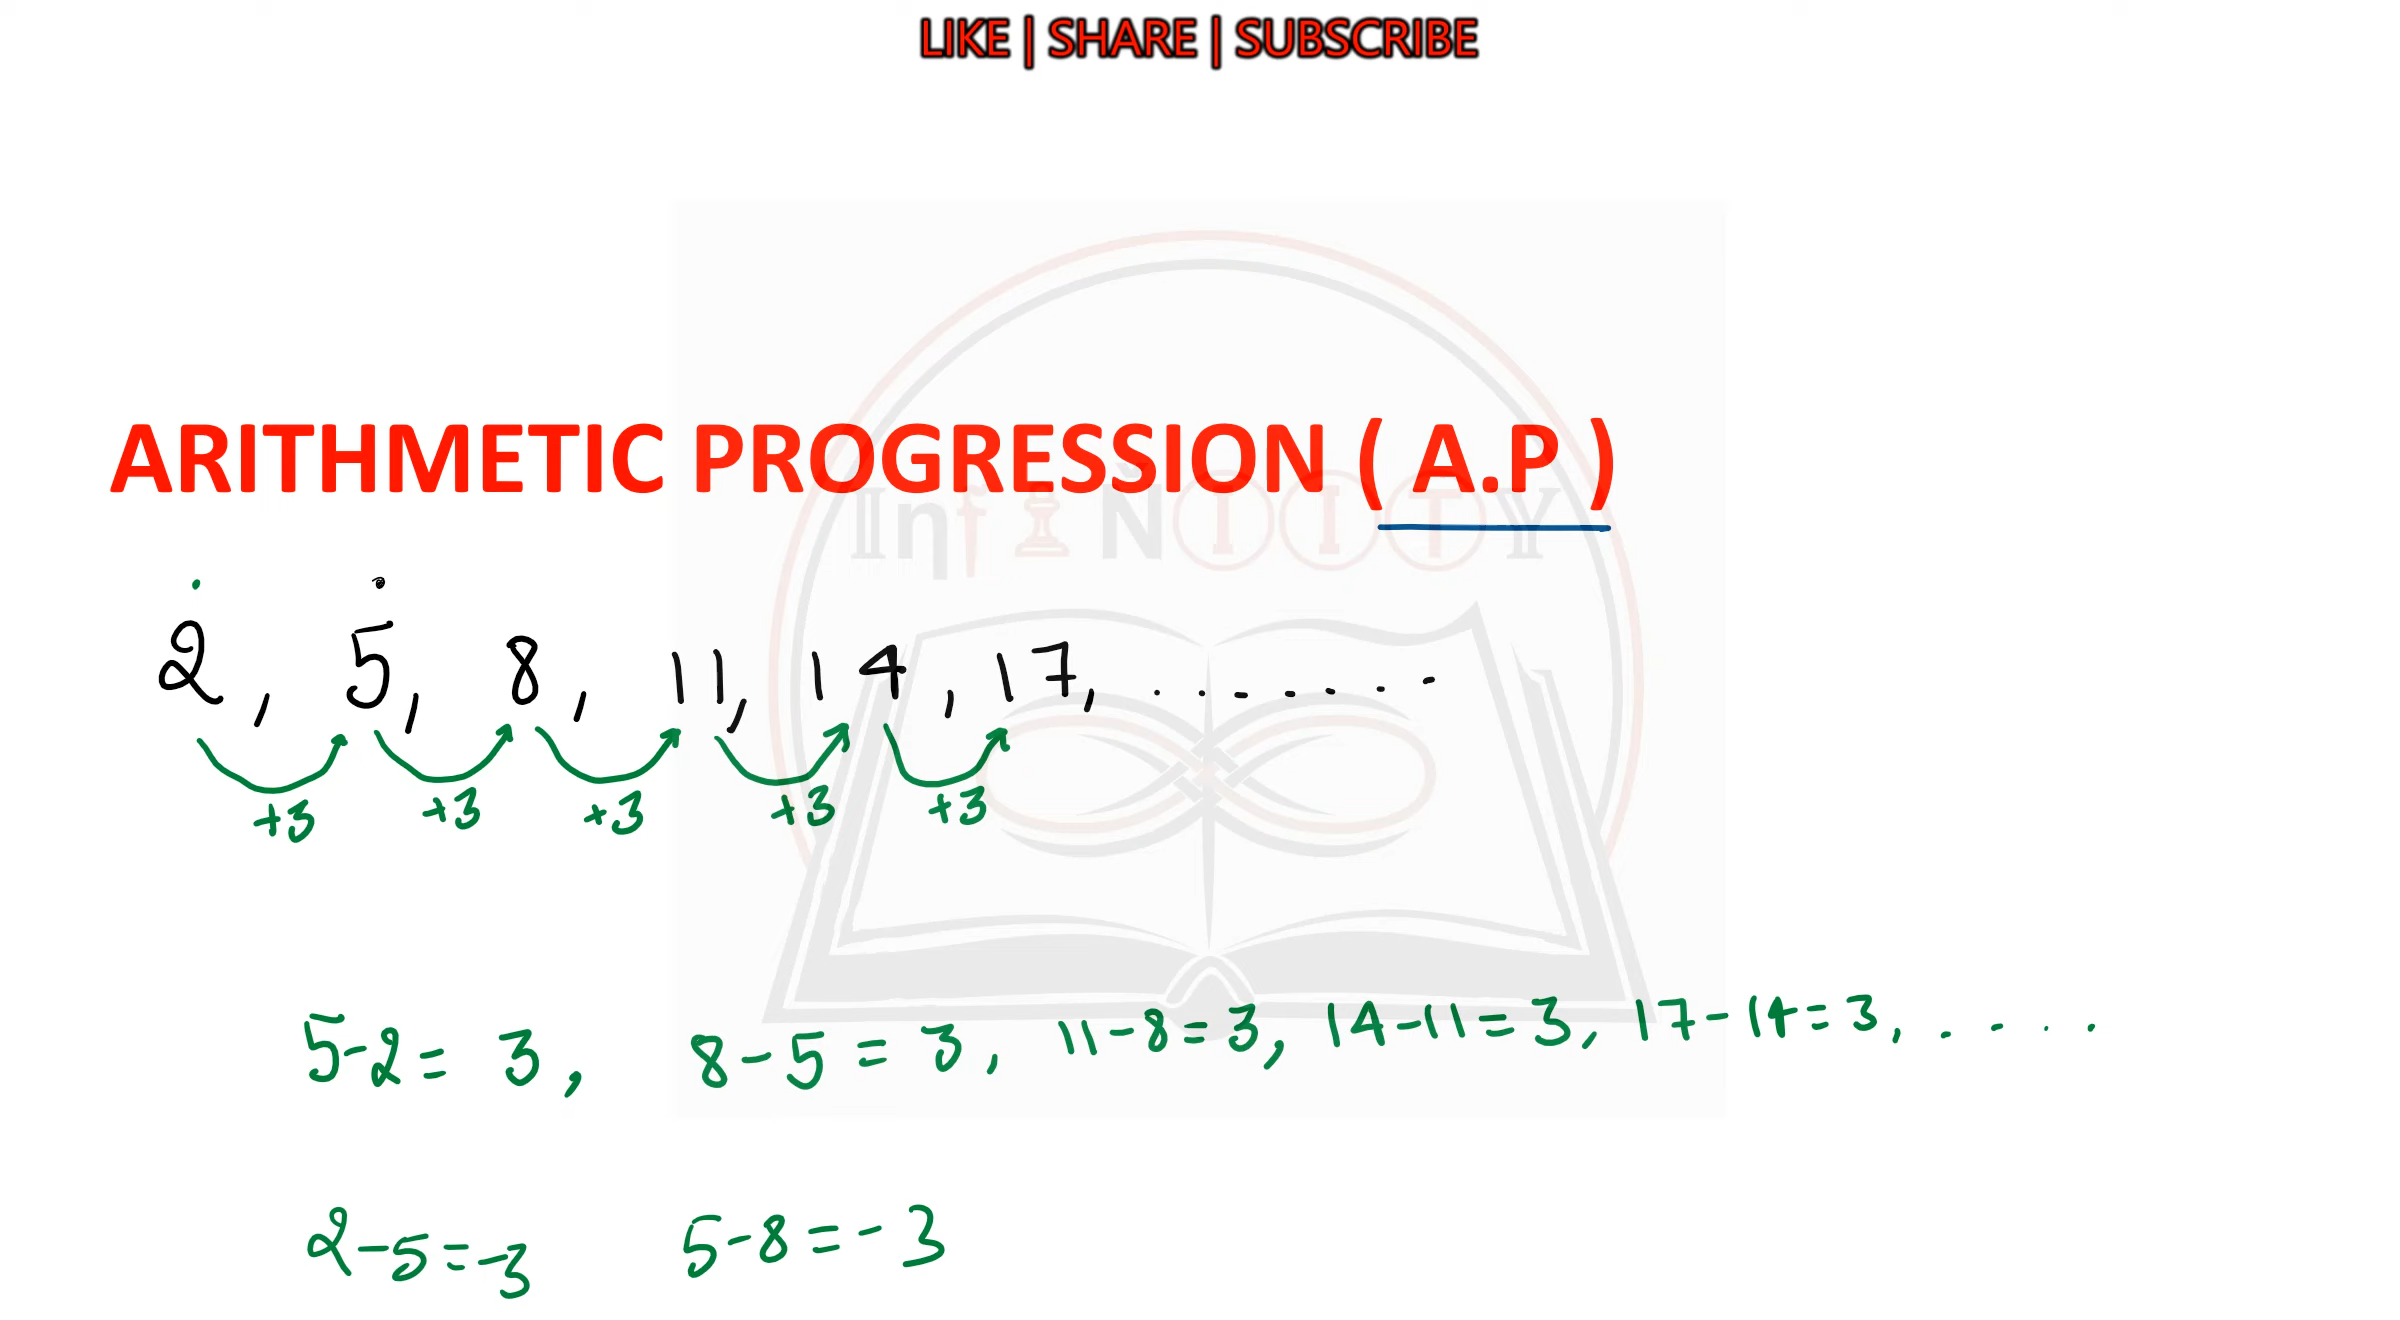 LIKE | SHARE | SUBSCRIBE
ARITHMETIC PROGRESSION ( A.P )
InfINIITY
2, 5, 8, 11, 14, 17, .......
+3 +3 +3 +3 +3
5-2 = 3, 8-5 = 3, 11-8=3, 14-11=3, 17-14=3, ....
2-5=-3 5-8=-3